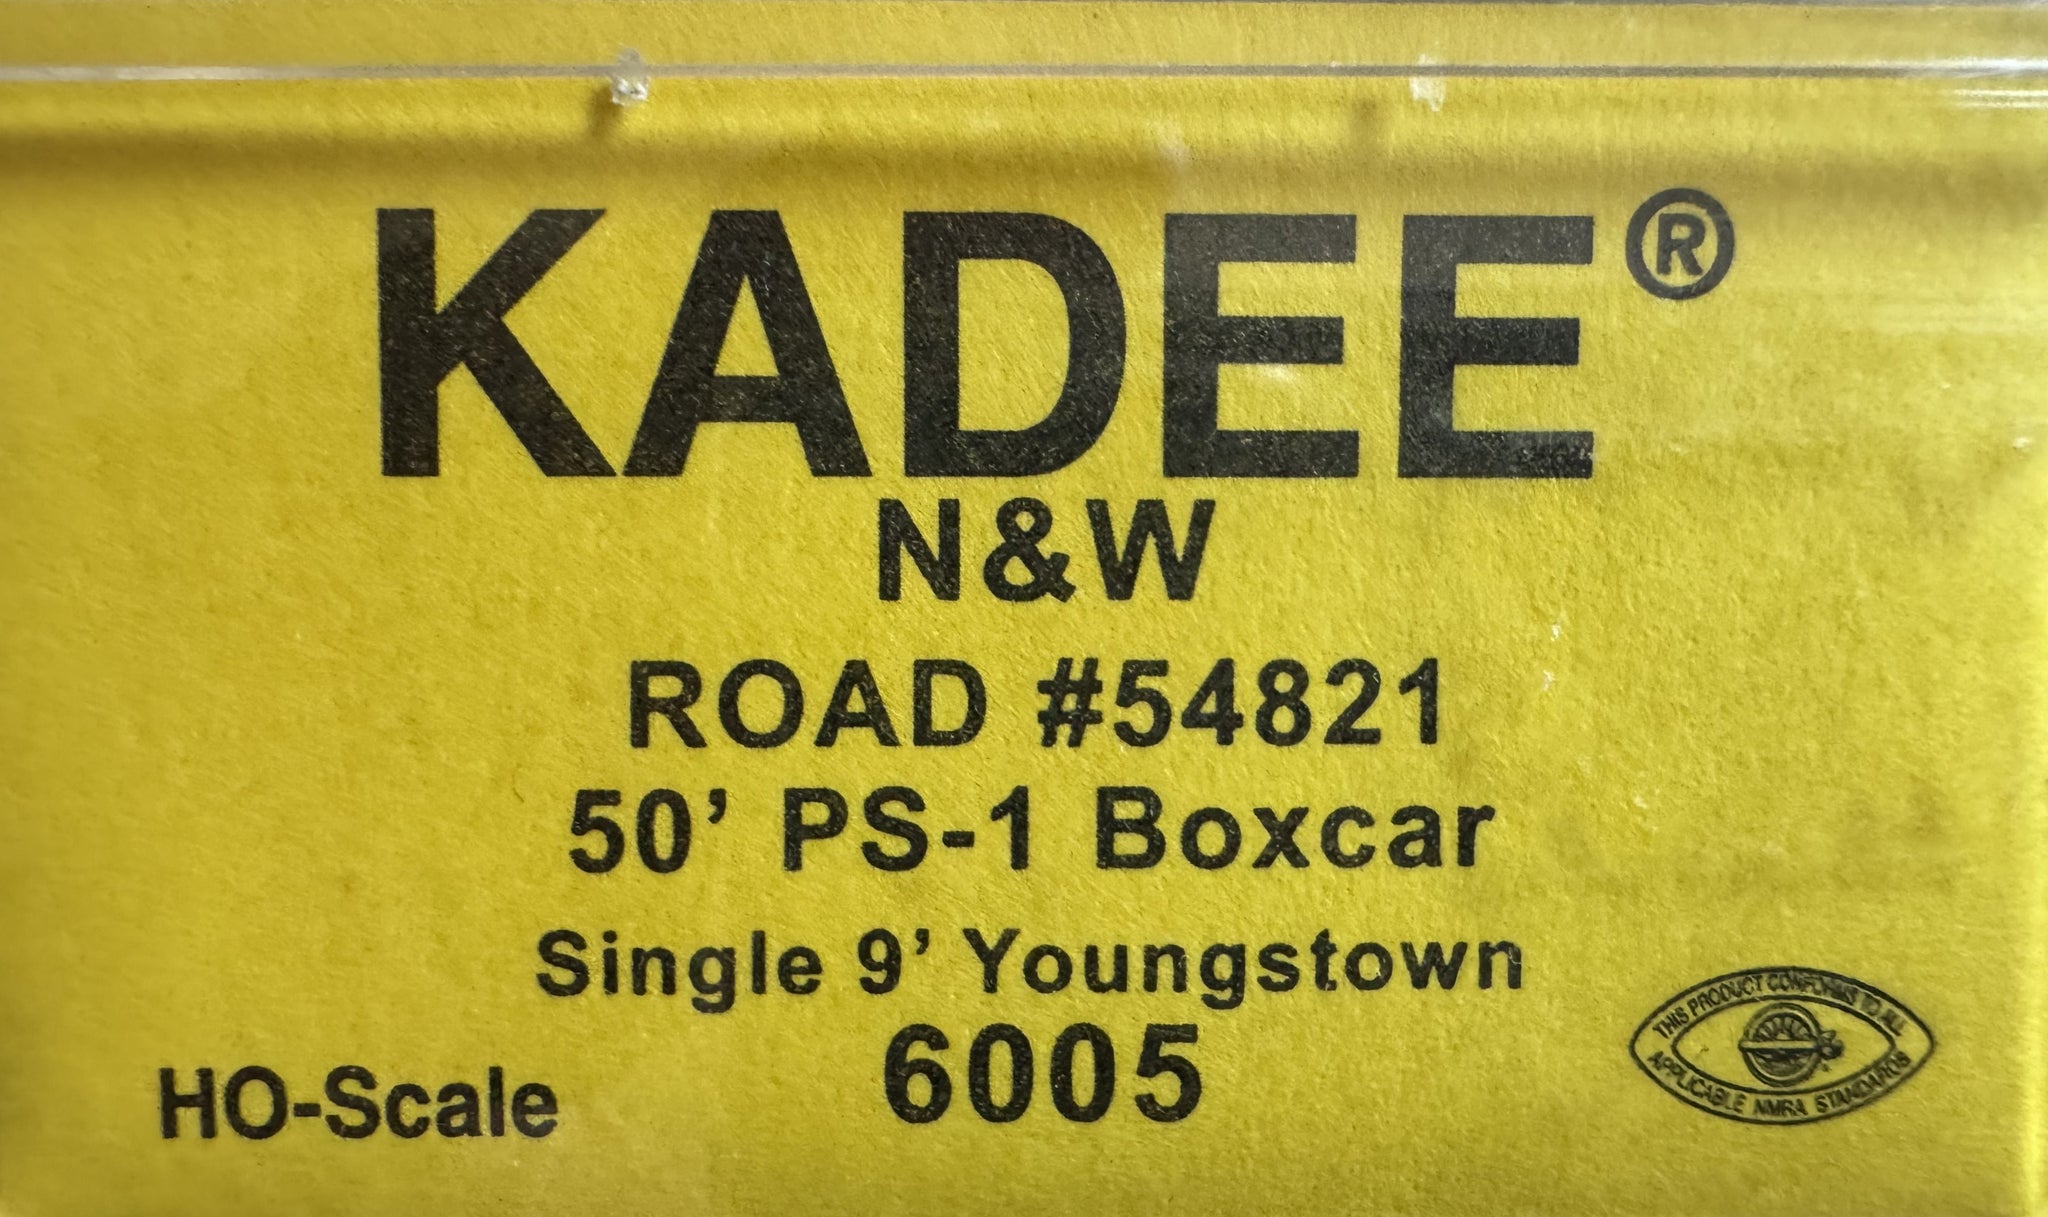 KADEE®
N&W
ROAD #54821
50’ PS-1 Boxcar
Single 9’ Youngstown
6005
HO-Scale
THIS PRODUCT CONFORMS TO ALL
APPLICABLE NMRA STANDARDS